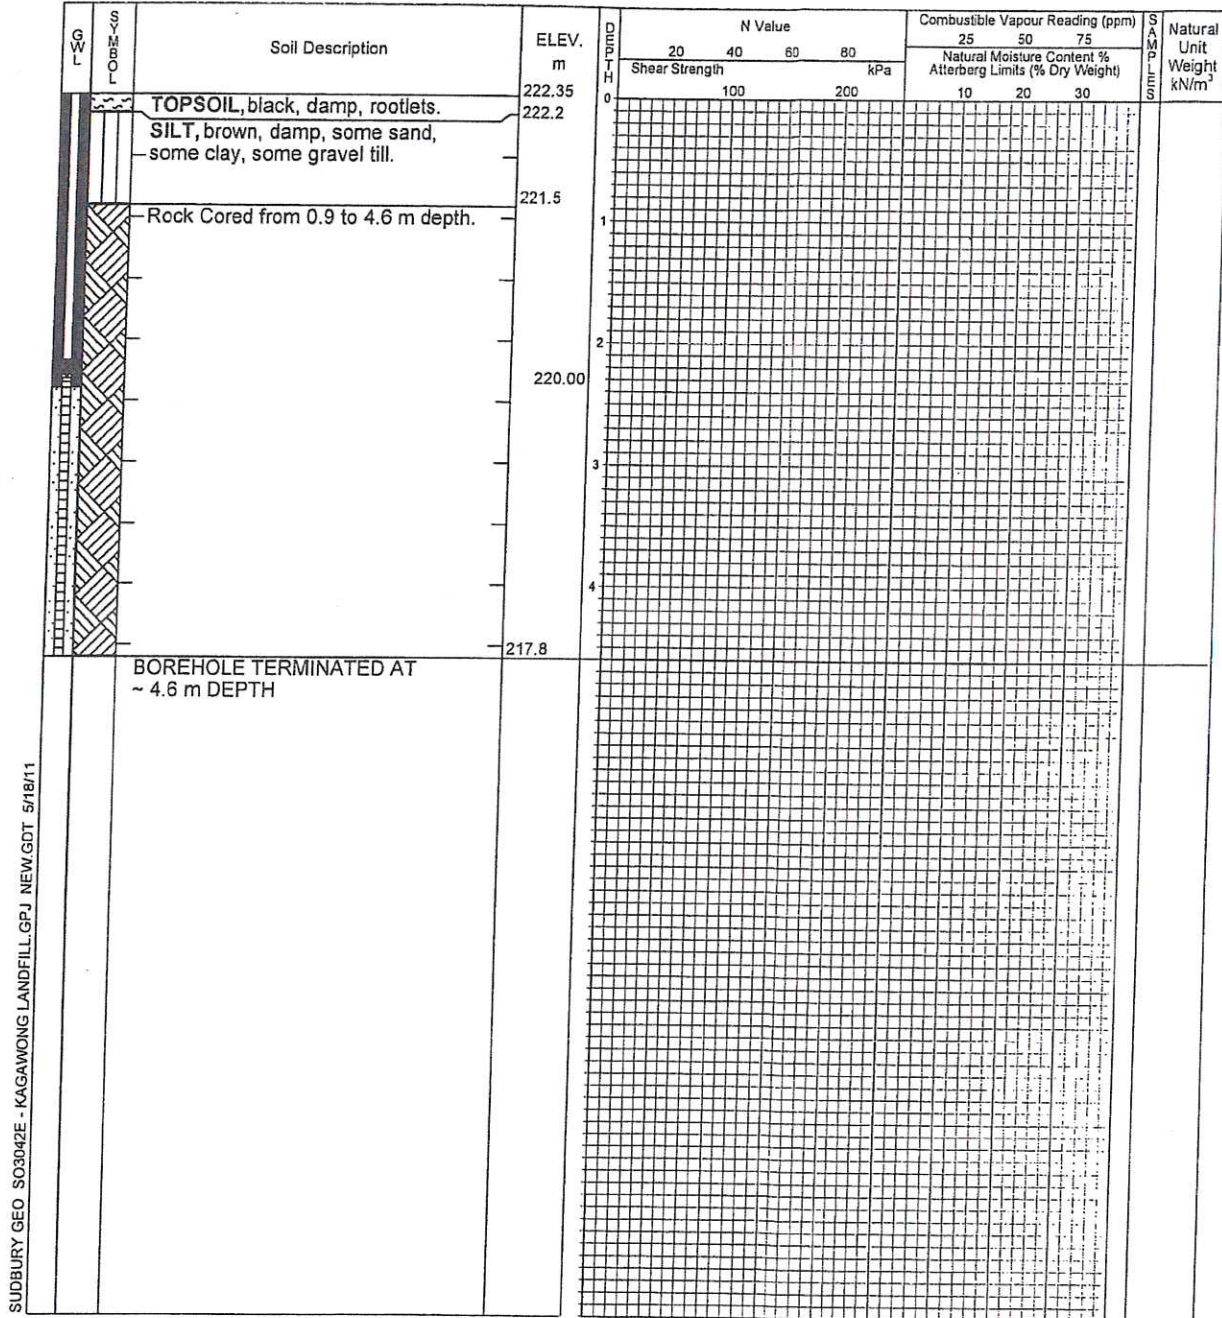 GWL
SYMBOL
Soil Description
ELEV.
m
DEPTH
N Value
20 40 60 80
Shear Strength kPa
100 200
Combustible Vapour Reading (ppm)
25 50 75
Natural Moisture Content %
Atterberg Limits (% Dry Weight)
10 20 30
SAMPLES
Natural
Unit
Weight
kN/m³
222.35
0
TOPSOIL, black, damp, rootlets.
222.2
SILT, brown, damp, some sand,
some clay, some gravel till.
221.5
Rock Cored from 0.9 to 4.6 m depth.
1
2
220.00
3
4
217.8
BOREHOLE TERMINATED AT
~ 4.6 m DEPTH
SUDBURY GEO SO3042E - KAGAWONG LANDFILL.GPJ NEW.GDT 5/18/11